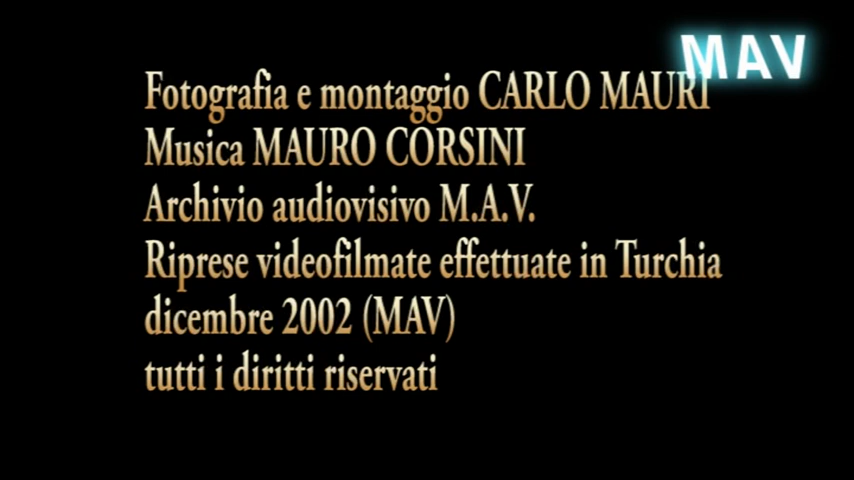 MAV
Fotografia e montaggio CARLO MAURI
Musica MAURO CORSINI
Archivio audiovisivo M.A.V.
Riprese videofilmate effettuate in Turchia
dicembre 2002 (MAV)
tutti i diritti riservati